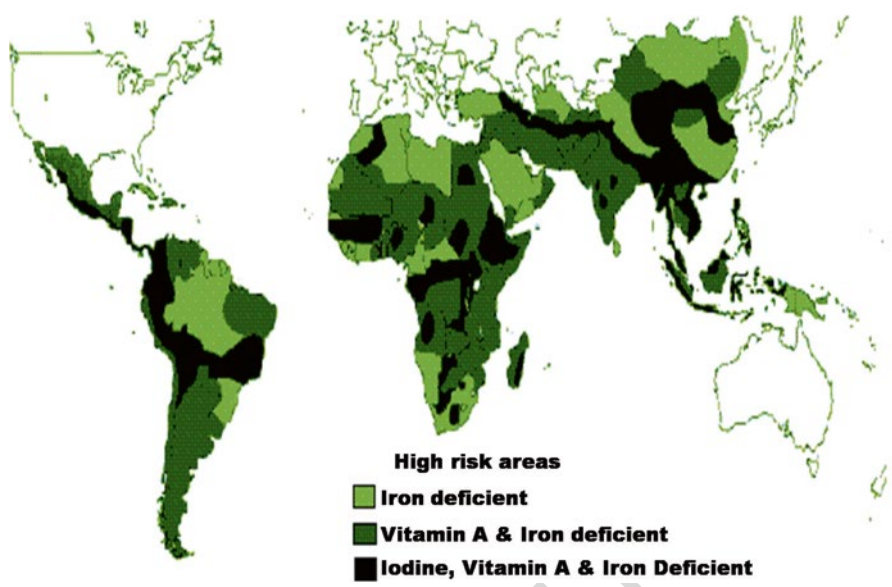 High risk areas
Iron deficient
Vitamin A & Iron deficient
Iodine, Vitamin A & Iron Deficient